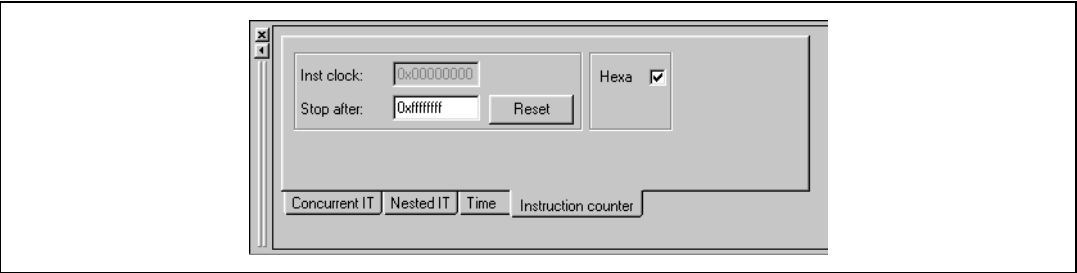 Inst clock: 0x00000000 Hexa
Stop after: 0xffffffff Reset
Concurrent IT Nested IT Time Instruction counter